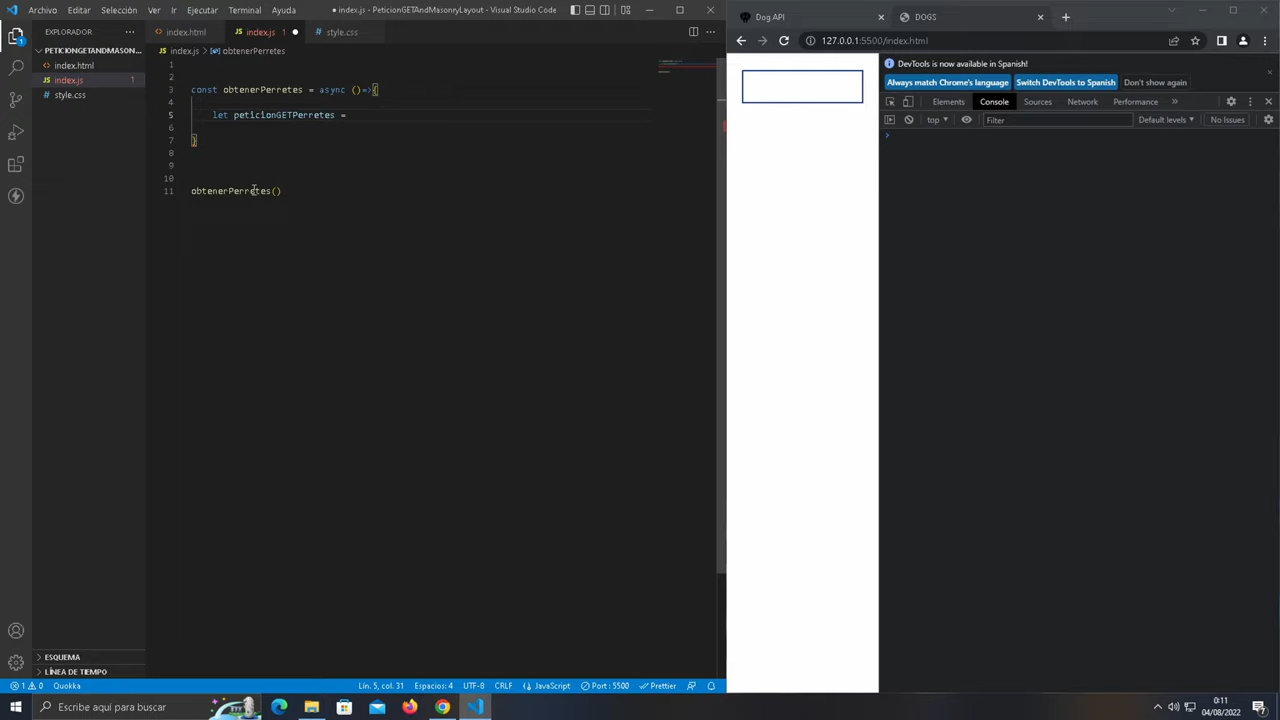 Archivo Editar Selección Ver Ir Ejecutar Terminal Ayuda ● index.js - PeticionGETAndMasonryLayout - Visual Studio Code
EXPLORADOR ···
PETICIONGETANDMASON...
index.html
JS index.js 1
# style.css
ESQUEMA
LÍNEA DE TIEMPO
<> index.html JS index.js 1 ● # style.css
JS index.js > obtenerPerretes
1
2
3 const obtenerPerretes = async ()=>{
4
5 let peticionGETPerretes =
6
7 }
8
9
10
11 obtenerPerretes()
1 0 Quokka Lín. 5, col. 31 Espacios: 4 UTF-8 CRLF JavaScript Port : 5500 Prettier
Dog API × DOGS × +
127.0.0.1:5500/index.html
DevTools is now available in Spanish!
Always match Chrome's language Switch DevTools to Spanish Don't show again
Elements Console Sources Network Performance »
top Filter Default levels No Issues
>
Escribe aquí para buscar
0:11
04/08/2022